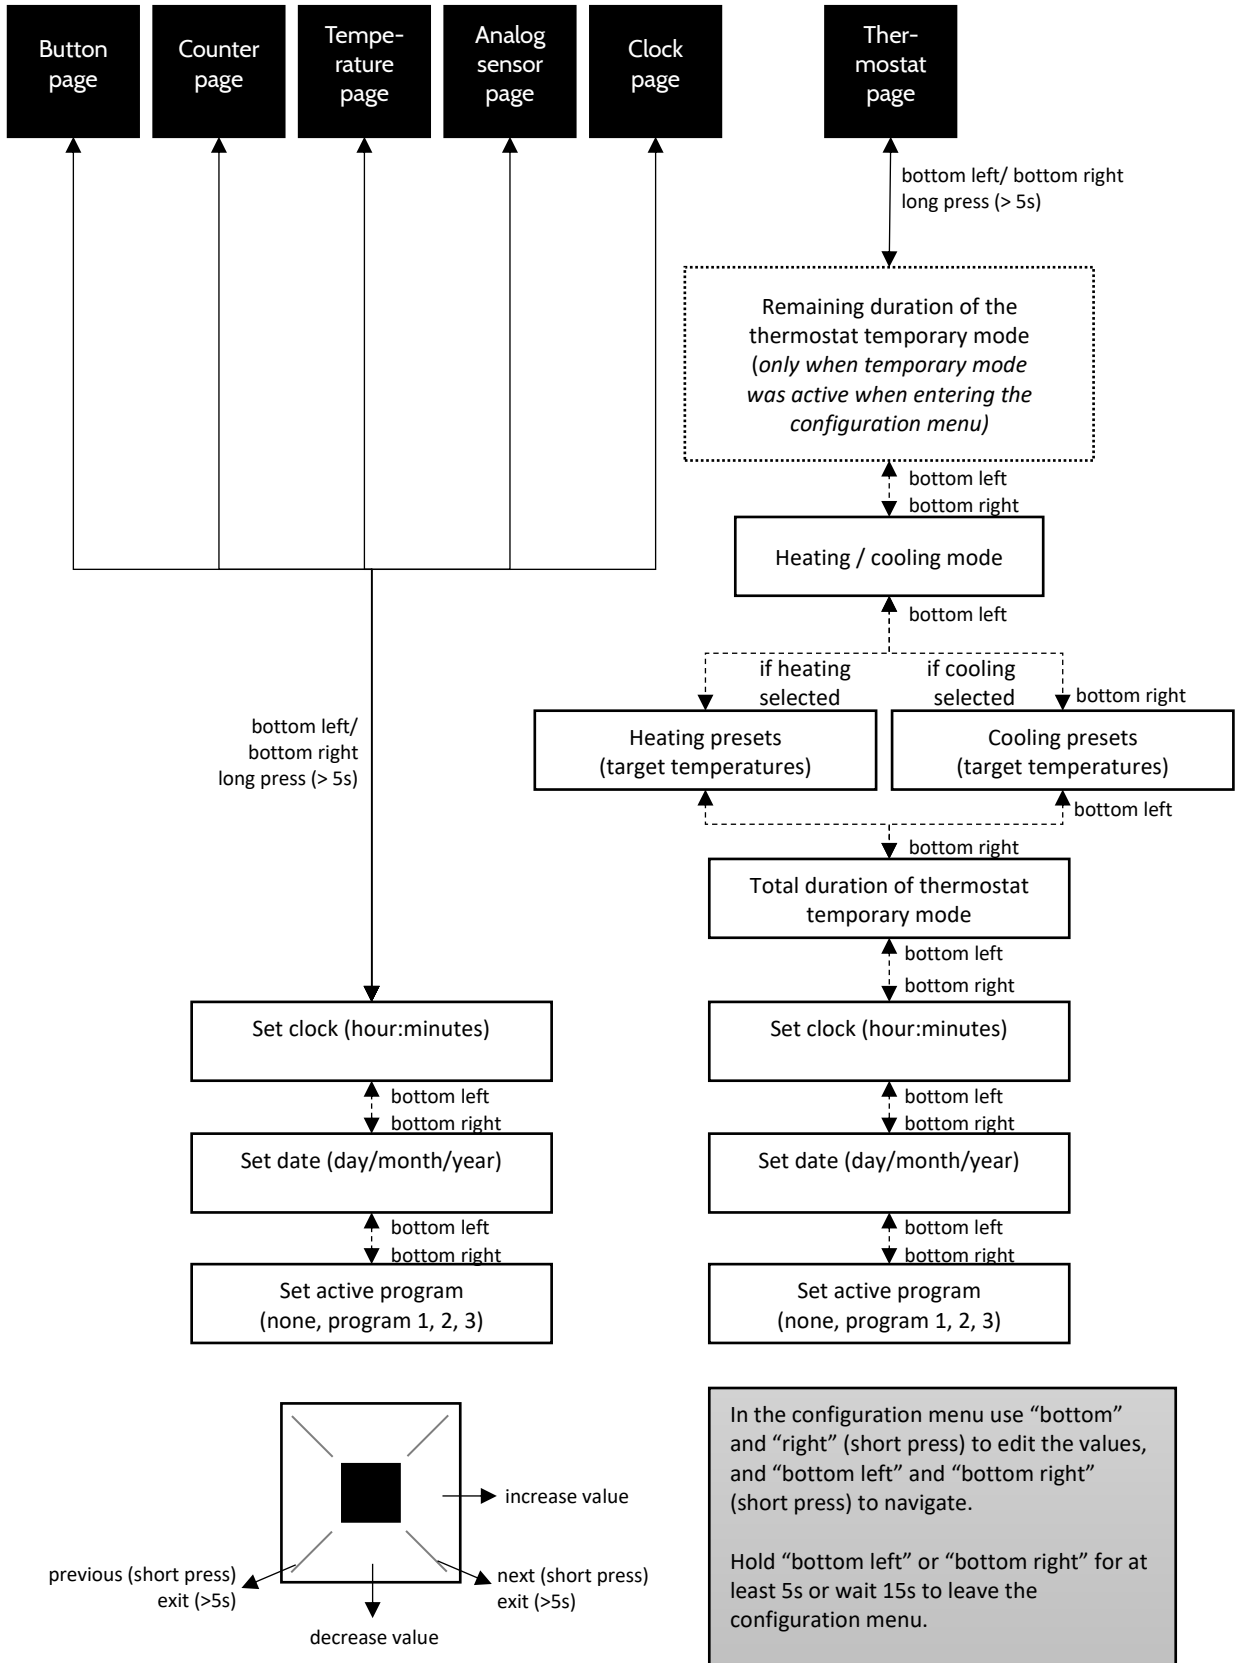 Button
page
Counter
page
Tempe-
rature
page
Analog
sensor
page
Clock
page
Ther-
mostat
page
bottom left/ bottom right
long press (> 5s)
Remaining duration of the
thermostat temporary mode
(only when temporary mode
was active when entering the
configuration menu)
bottom left
bottom right
Heating / cooling mode
bottom left
if heating
selected
if cooling
selected
bottom right
Heating presets
(target temperatures)
Cooling presets
(target temperatures)
bottom left
bottom right
Total duration of thermostat
temporary mode
bottom left
bottom right
bottom left/
bottom right
long press (> 5s)
Set clock (hour:minutes)
bottom left
bottom right
Set date (day/month/year)
bottom left
bottom right
Set active program
(none, program 1, 2, 3)
Set clock (hour:minutes)
bottom left
bottom right
Set date (day/month/year)
bottom left
bottom right
Set active program
(none, program 1, 2, 3)
increase value
previous (short press)
exit (>5s)
next (short press)
exit (>5s)
decrease value
In the configuration menu use “bottom”
and “right” (short press) to edit the values,
and “bottom left” and “bottom right”
(short press) to navigate.
Hold “bottom left” or “bottom right” for at
least 5s or wait 15s to leave the
configuration menu.